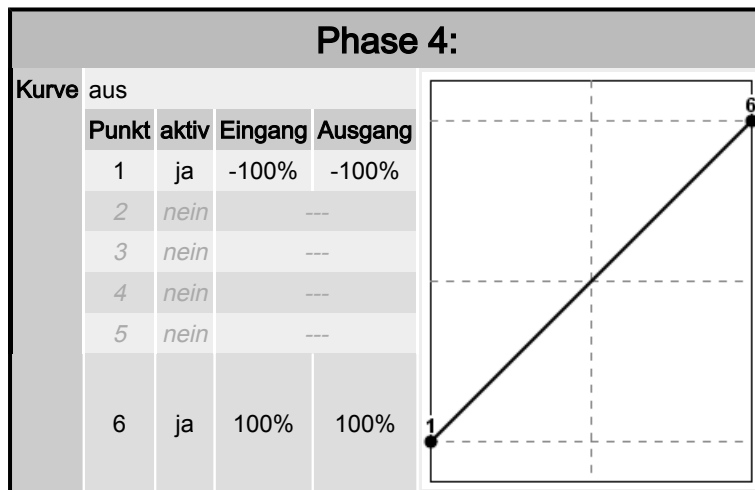 Phase 4:
Kurve aus
Punkt aktiv Eingang Ausgang
1 ja -100% -100%
2 nein ---
3 nein ---
4 nein ---
5 nein ---
6 ja 100% 100%
6
1